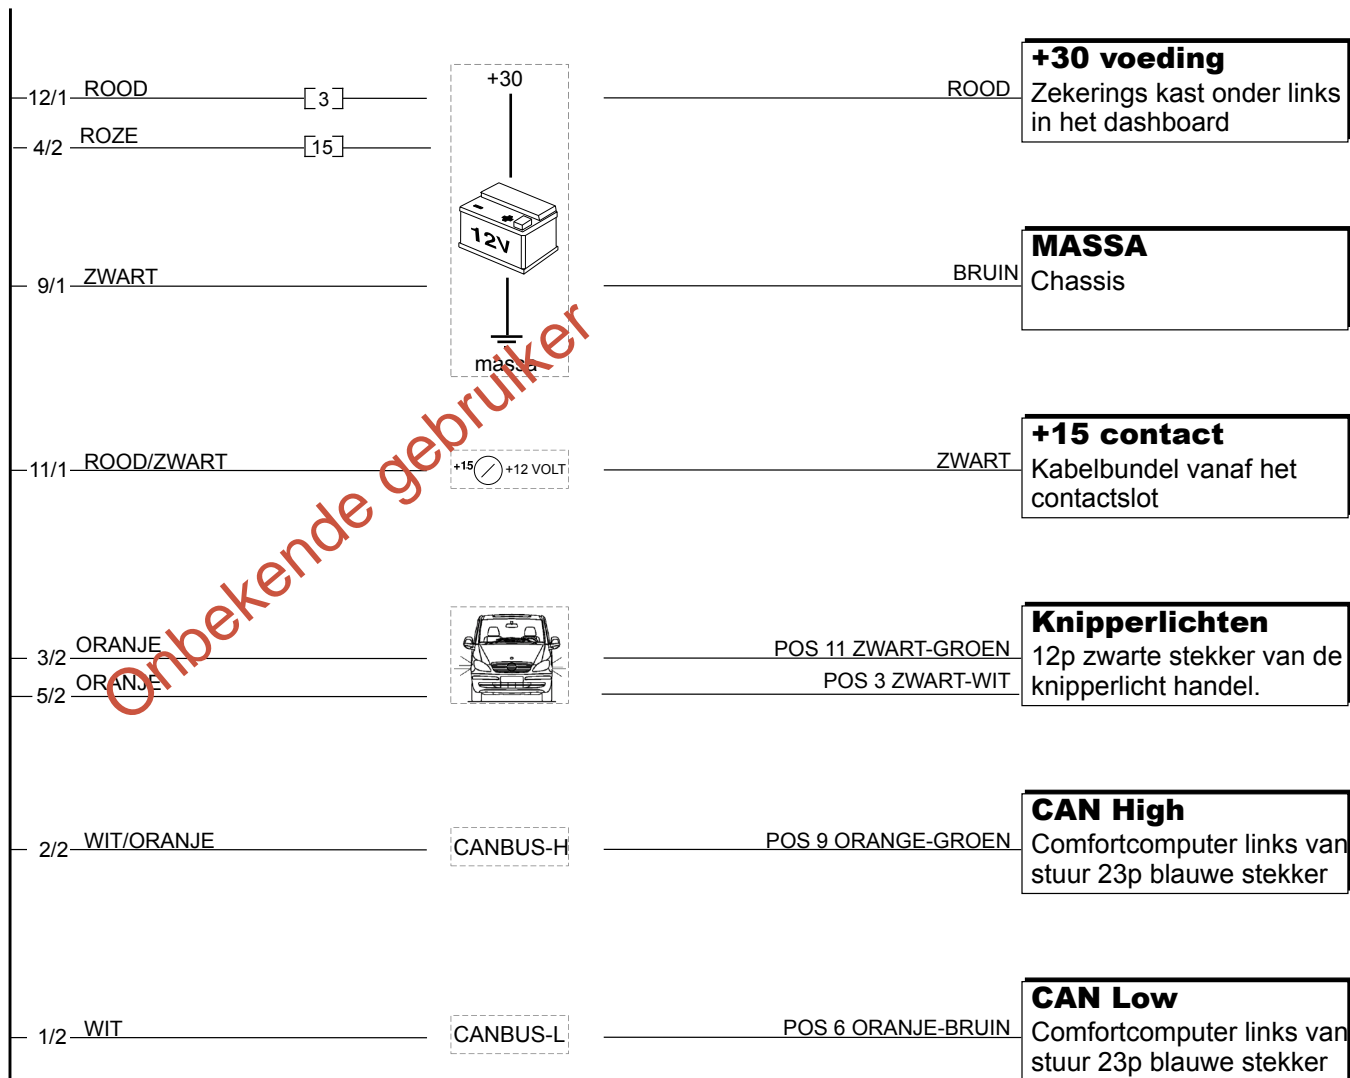 12/1 ROOD [3]
4/2 ROZE [15]
+30
12V
massa
ROOD
+30 voeding
Zekerings kast onder links
in het dashboard
9/1 ZWART
BRUIN
MASSA
Chassis
11/1 ROOD/ZWART
+15 +12 VOLT
ZWART
+15 contact
Kabelbundel vanaf het
contactslot
Onbekende gebruiker
3/2 ORANJE
5/2 ORANJE
POS 11 ZWART-GROEN
POS 3 ZWART-WIT
Knipperlichten
12p zwarte stekker van de
knipperlicht handel.
2/2 WIT/ORANJE
CANBUS-H
POS 9 ORANGE-GROEN
CAN High
Comfortcomputer links van
stuur 23p blauwe stekker
1/2 WIT
CANBUS-L
POS 6 ORANJE-BRUIN
CAN Low
Comfortcomputer links van
stuur 23p blauwe stekker